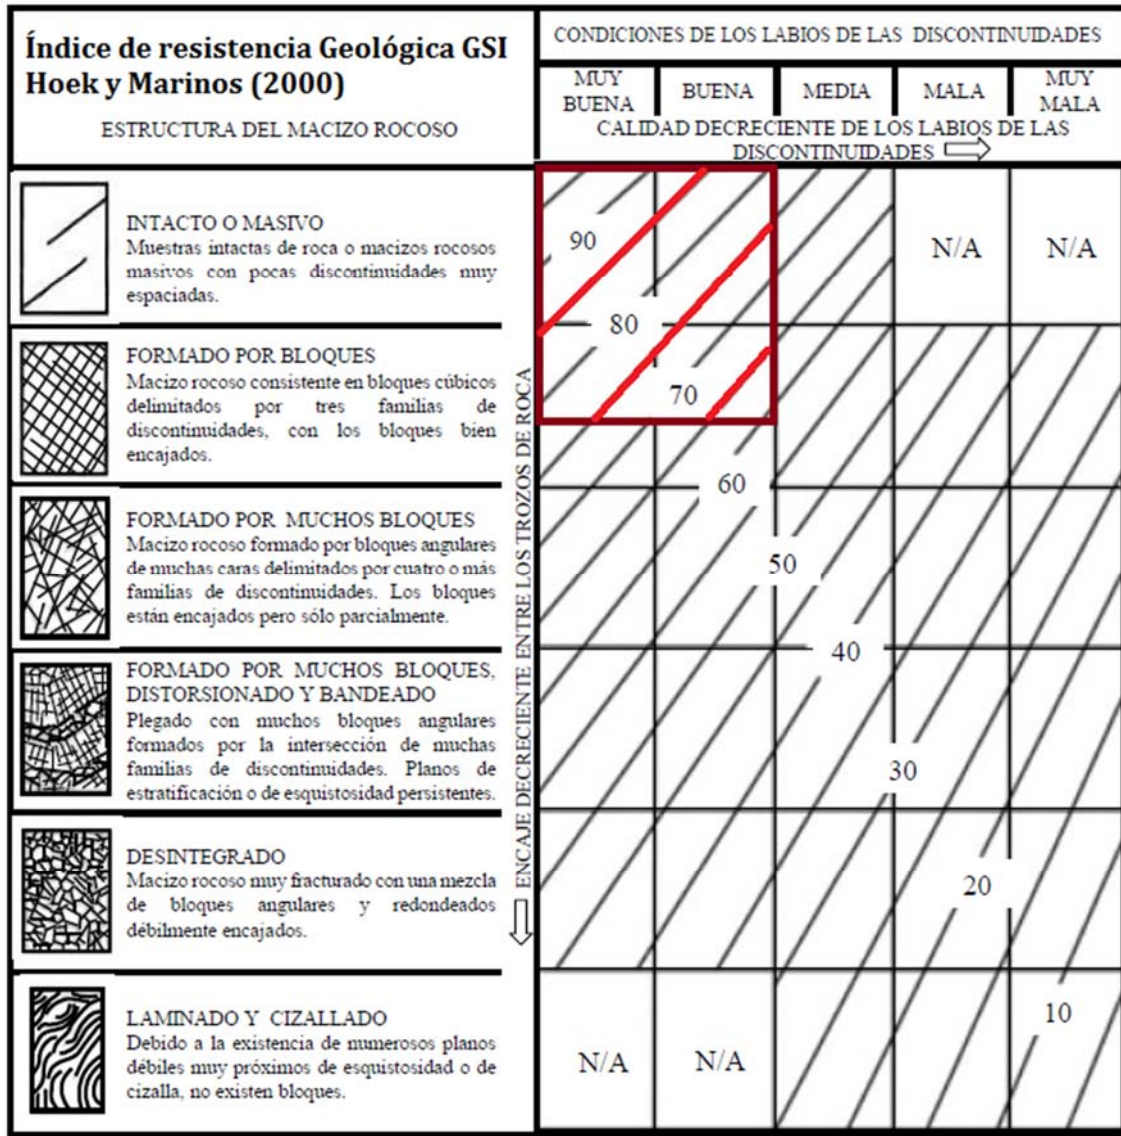 Índice de resistencia Geológica GSI
Hoek y Marinos (2000)
ESTRUCTURA DEL MACIZO ROCOSO
CONDICIONES DE LOS LABIOS DE LAS DISCONTINUIDADES
MUY
BUENA
BUENA
MEDIA
MALA
MUY
MALA
CALIDAD DECRECIENTE DE LOS LABIOS DE LAS
DISCONTINUIDADES
INTACTO O MASIVO
Muestras intactas de roca o macizos rocosos
masivos con pocas discontinuidades muy
espaciadas.
FORMADO POR BLOQUES
Macizo rocoso consistente en bloques cúbicos
delimitados por tres familias de
discontinuidades, con los bloques bien
encajados.
FORMADO POR MUCHOS BLOQUES
Macizo rocoso formado por bloques angulares
de muchas caras delimitados por cuatro o más
familias de discontinuidades. Los bloques
están encajados pero sólo parcialmente.
FORMADO POR MUCHOS BLOQUES,
DISTORSIONADO Y BANDEADO
Plegado con muchos bloques angulares
formados por la intersección de muchas
familias de discontinuidades. Planos de
estratificación o de esquistosidad persistentes.
DESINTEGRADO
Macizo rocoso muy fracturado con una mezcla
de bloques angulares y redondeados
débilmente encajados.
LAMINADO Y CIZALLADO
Debido a la existencia de numerosos planos
débiles muy próximos de esquistosidad o de
cizalla, no existen bloques.
ENCAJE DECRECIENTE ENTRE LOS TROZOS DE ROCA
90
N/A
N/A
80
70
60
50
40
30
20
10
N/A
N/A